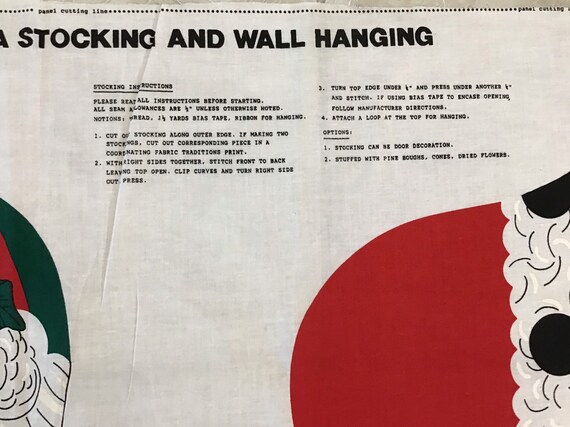 panel cutting line
panel cutting
A STOCKING AND WALL HANGING
STOCKING INSTRUCTIONS
PLEASE READ ALL INSTRUCTIONS BEFORE STARTING.
ALL SEAM ALLOWANCES ARE ¼" UNLESS OTHERWISE NOTED.
NOTIONS: THREAD, 1½ YARDS BIAS TAPE, RIBBON FOR HANGING.
1. CUT OUT STOCKING ALONG OUTER EDGE. IF MAKING TWO
STOCKINGS, CUT OUT CORRESPONDING PIECE IN A
COORDINATING FABRIC TRADITIONS PRINT.
2. WITH RIGHT SIDES TOGETHER, STITCH FRONT TO BACK
LEAVING TOP OPEN. CLIP CURVES AND TURN RIGHT SIDE
OUT. PRESS.
3. TURN TOP EDGE UNDER ¼" AND PRESS UNDER ANOTHER ¼"
AND STITCH. IF USING BIAS TAPE TO ENCASE OPENING
FOLLOW MANUFACTURER DIRECTIONS.
4. ATTACH A LOOP AT THE TOP FOR HANGING.
OPTIONS:
1. STOCKING CAN BE DOOR DECORATION.
2. STUFFED WITH PINE BOUGHS, CONES, DRIED FLOWERS.